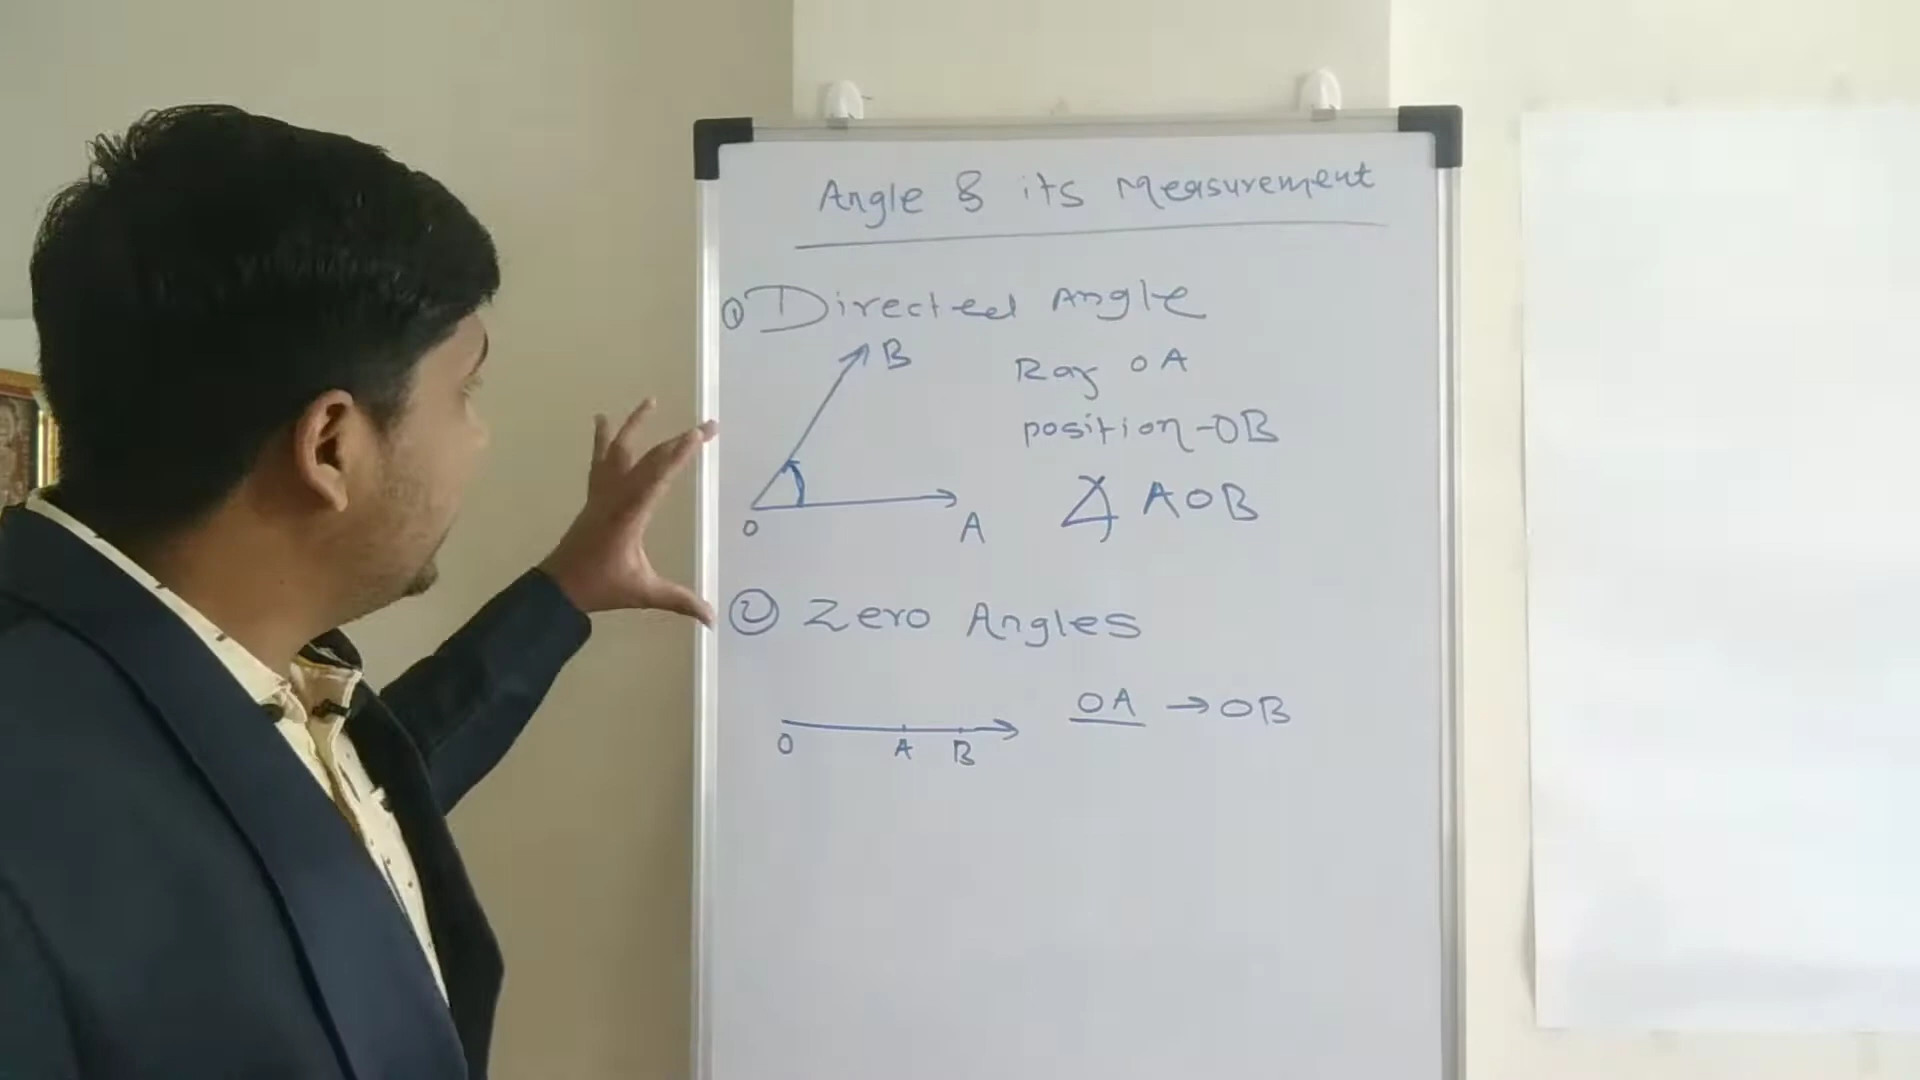 Angle & its Measurement
① Directed Angle
B
Ray OA
position-OB
∡ AOB
O
A
② Zero Angles
OA → OB
O A B